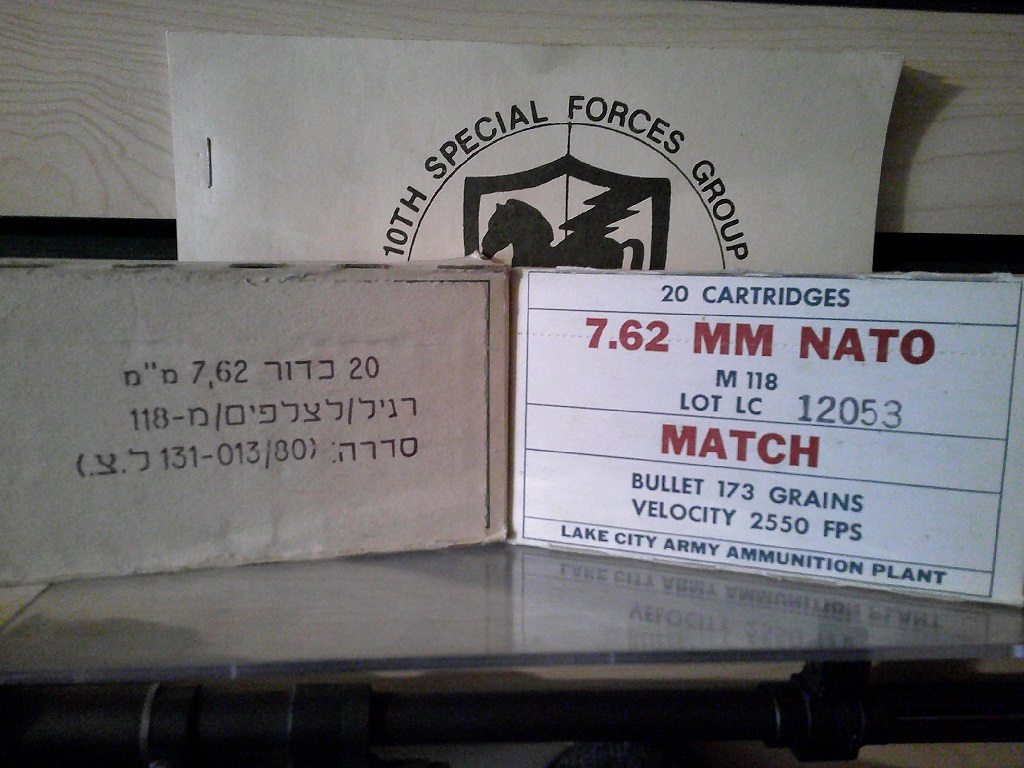 10TH SPECIAL FORCES GROUP
20 כדור 7,62 מ"מ
רגיל/לצלפים/מ-118
סדרה: (131-013/80 ל.צ.)
20 CARTRIDGES
7.62 MM NATO
M 118
LOT LC 12053
MATCH
BULLET 173 GRAINS
VELOCITY 2550 FPS
LAKE CITY ARMY AMMUNITION PLANT